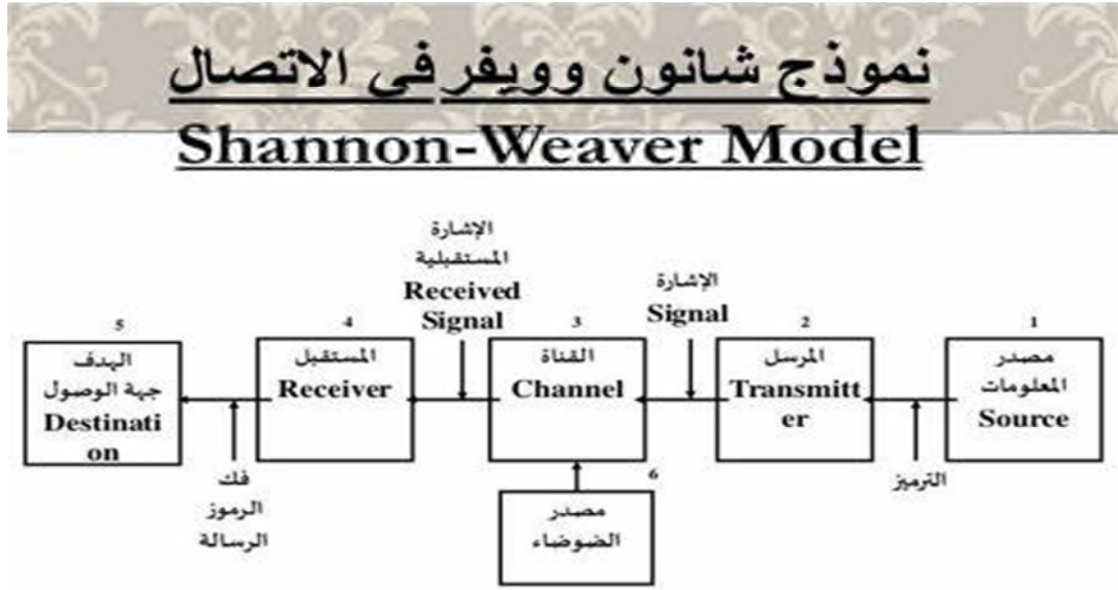 نموذج شانون وويفر فى الاتصال
Shannon-Weaver Model
1
مصدر
المعلومات
Source
الترميز
2
المرسل
Transmitt
er
الإشارة
Signal
3
القناة
Channel
6
مصدر
الضوضاء
الإشارة
المستقبلية
Received
Signal
4
المستقبل
Receiver
فك
الرموز
الرسالة
5
الهدف
جهة الوصول
Destinati
on